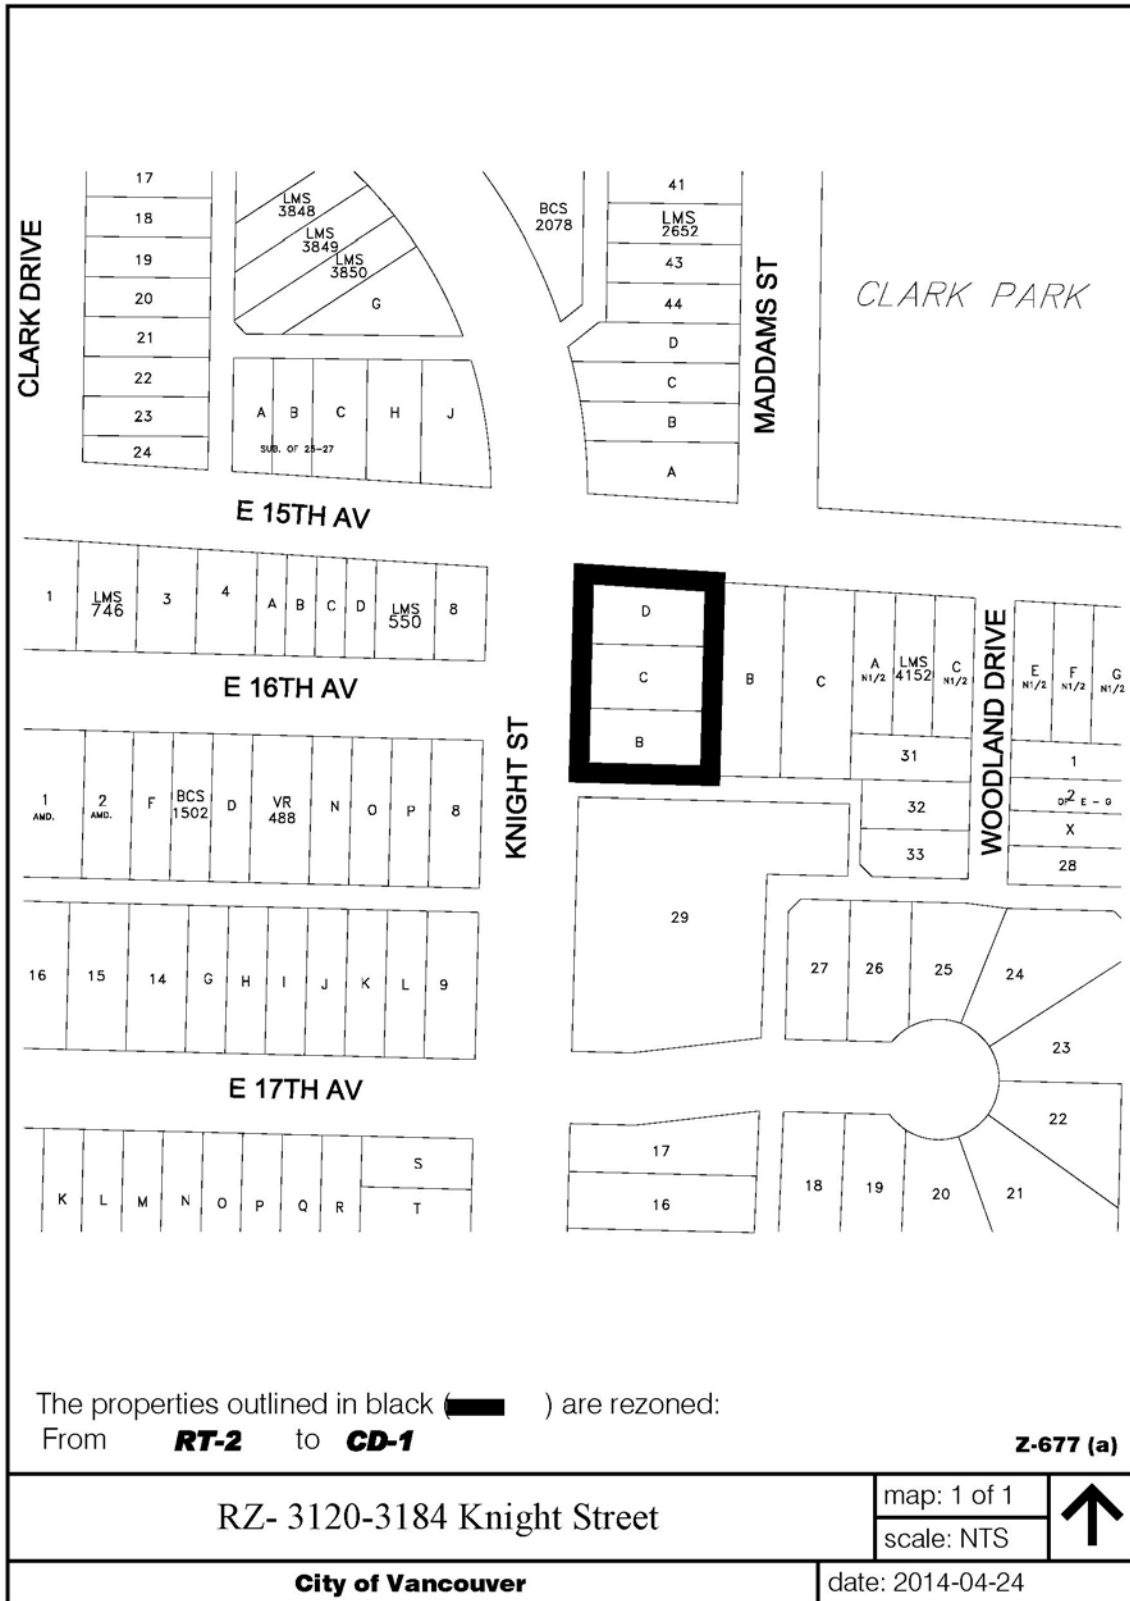 17
18
19
20
21
22
23
24
CLARK DRIVE
LMS
3848
LMS
3849
LMS
3850
G
A B C H J
SUB. OF 25-27
BCS
2078
41
LMS
2652
43
44
D
C
B
A
MADDAMS ST
CLARK PARK
E 15TH AV
1
LMS
746
3
4
A B C D
LMS
550
8
E 16TH AV
D
C
B
B
C
A
N1/2
LMS
4152
C
N1/2
31
32
33
WOODLAND DRIVE
E
N1/2
F
N1/2
G
N1/2
1
2
OF E - G
X
28
KNIGHT ST
1
AMD.
2
AMD.
F
BCS
1502
D
VR
488
N O P 8
16 15 14 G H I J K L 9
29
27 26 25 24
23
22
21
20
19
18
E 17TH AV
K L M N O P Q R
S
T
17
16
The properties outlined in black ( ) are rezoned:
From RT-2 to CD-1
Z-677 (a)
RZ- 3120-3184 Knight Street
map: 1 of 1
scale: NTS
City of Vancouver
date: 2014-04-24